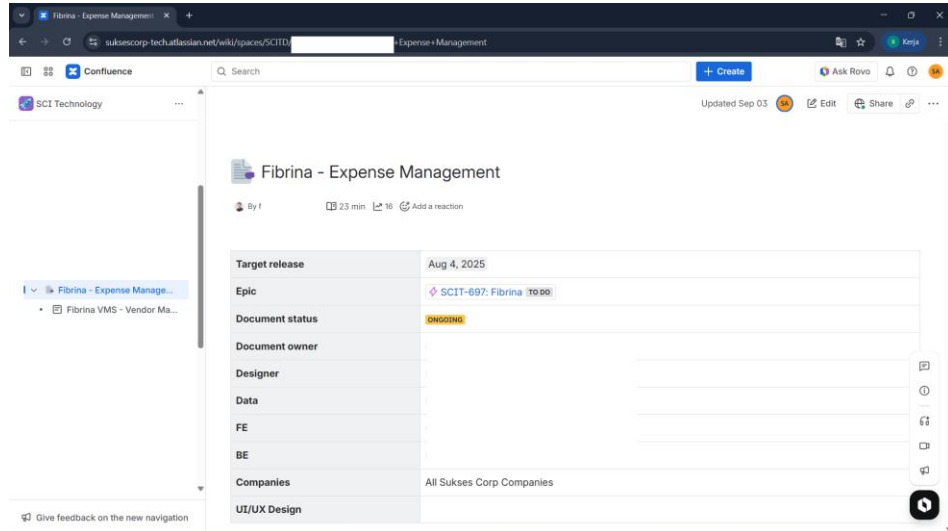 Fibrina - Expense Management
suksescorp-tech.atlassian.net/wiki/spaces/SCITD/ +Expense+Management
Kerja
Confluence
Search
+ Create
Ask Rovo
SA
SCI Technology
Updated Sep 03
SA
Edit
Share
Fibrina - Expense Management
By f
23 min
16
Add a reaction
Fibrina - Expense Manage...
Fibrina VMS - Vendor Ma...
Target release Aug 4, 2025
Epic SCIT-697: Fibrina TO DO
Document status ONGOING
Document owner
Designer
Data
FE
BE
Companies All Sukses Corp Companies
UI/UX Design
Give feedback on the new navigation